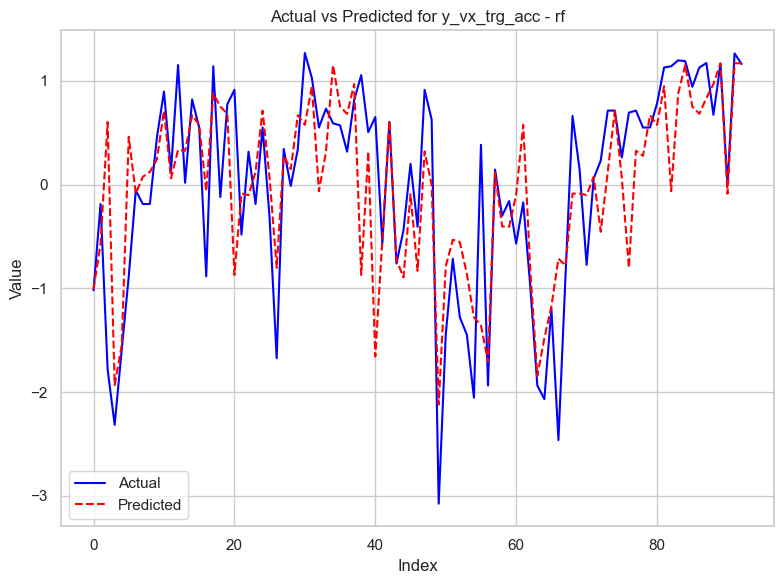 Actual vs Predicted for y_vx_trg_acc - rf
Value
1
0
−1
−2
−3
Actual
Predicted
0 20 40 60 80
Index